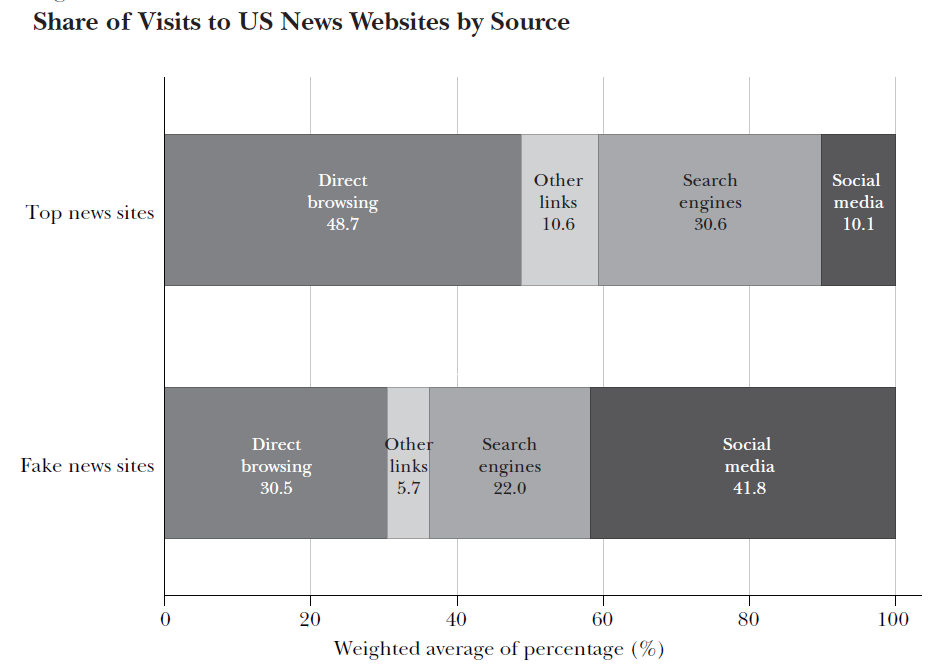 Share of Visits to US News Websites by Source
Top news sites
Direct
browsing
48.7
Other
links
10.6
Search
engines
30.6
Social
media
10.1
Fake news sites
Direct
browsing
30.5
Other
links
5.7
Search
engines
22.0
Social
media
41.8
0 20 40 60 80 100
Weighted average of percentage (%)